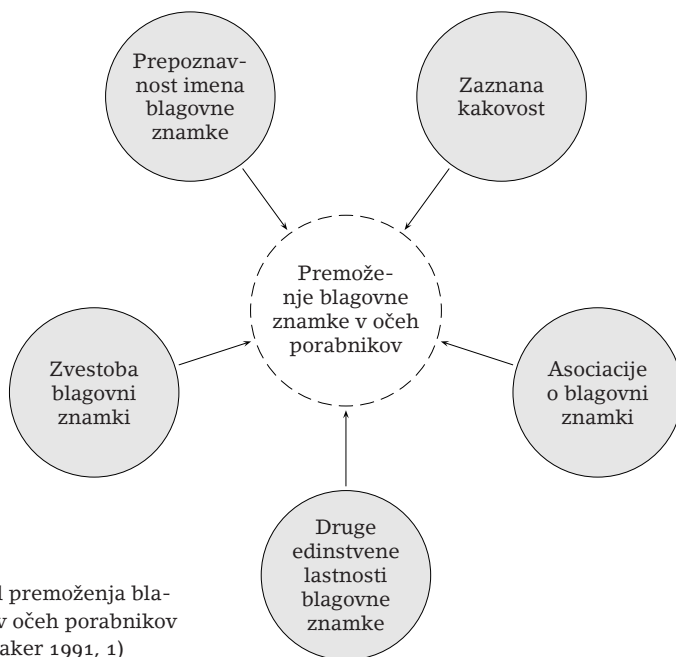 Prepoznav-
nost imena
blagovne
znamke
Zaznana
kakovost
Premože-
nje blagovne
znamke v očeh
porabnikov
Zvestoba
blagovni
znamki
Asociacije
o blagovni
znamki
Druge
edinstvene
lastnosti
blagovne
znamke
premoženja bla-
v očeh porabnikov
1991, 1)